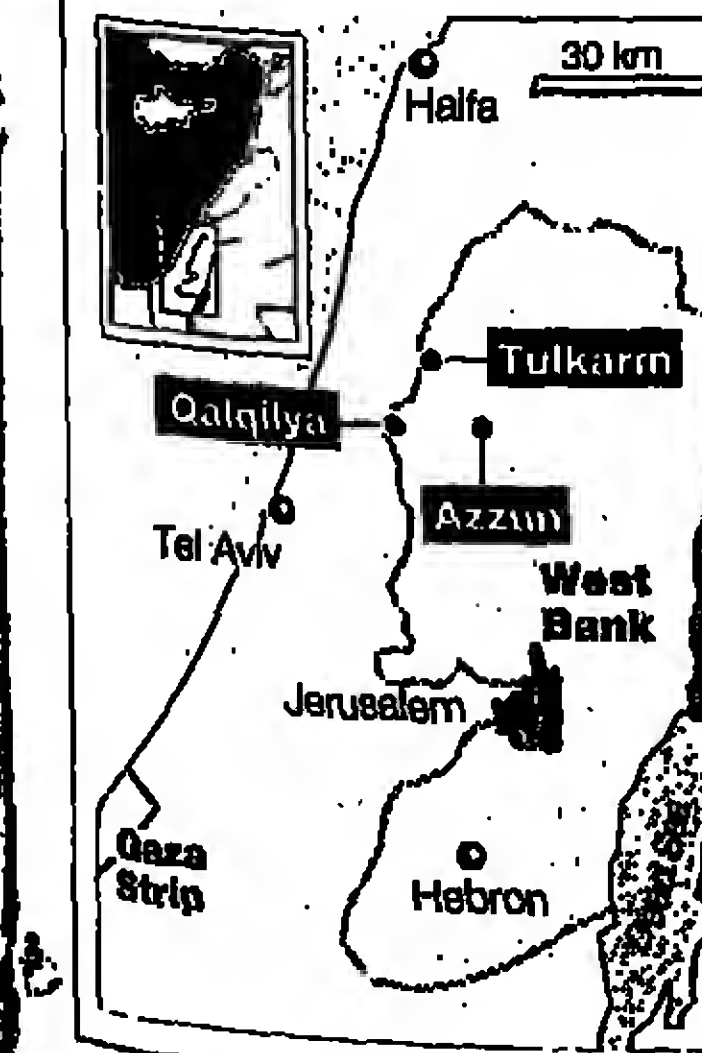 30 km
Haifa
Tulkarm
Qalqilya
Azzun
Tel Aviv
West
Bank
Jerusalem
Gaza
Strip
Hebron